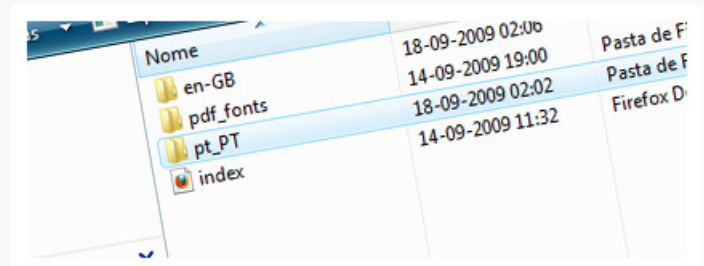 Nome
en-GB 18-09-2009 02:06
pdf_fonts 14-09-2009 19:00 Pasta de F
pt_PT 18-09-2009 02:02 Pasta de F
index 14-09-2009 11:32 Firefox D